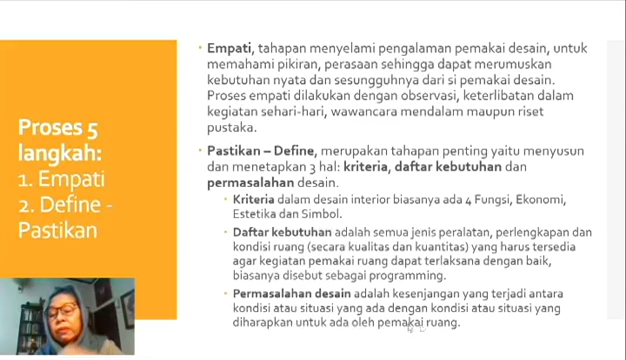 Proses 5
langkah:
1. Empati
2. Define -
Pastikan
• Empati, tahapan menyelami pengalaman pemakai desain, untuk
memahami pikiran, perasaan sehingga dapat merumuskan
kebutuhan nyata dan sesungguhnya dari si pemakai desain.
Proses empati dilakukan dengan observasi, keterlibatan dalam
kegiatan sehari-hari, wawancara mendalam maupun riset
pustaka.
• Pastikan – Define, merupakan tahapan penting yaitu menyusun
dan menetapkan 3 hal: kriteria, daftar kebutuhan dan
permasalahan desain.
• Kriteria dalam desain interior biasanya ada 4 Fungsi, Ekonomi,
Estetika dan Simbol.
• Daftar kebutuhan adalah semua jenis peralatan, perlengkapan dan
kondisi ruang (secara kualitas dan kuantitas) yang harus tersedia
agar kegiatan pemakai ruang dapat terlaksana dengan baik,
biasanya disebut sebagai programming.
• Permasalahan desain adalah kesenjangan yang terjadi antara
kondisi atau situasi yang ada dengan kondisi atau situasi yang
diharapkan untuk ada oleh pemakai ruang.